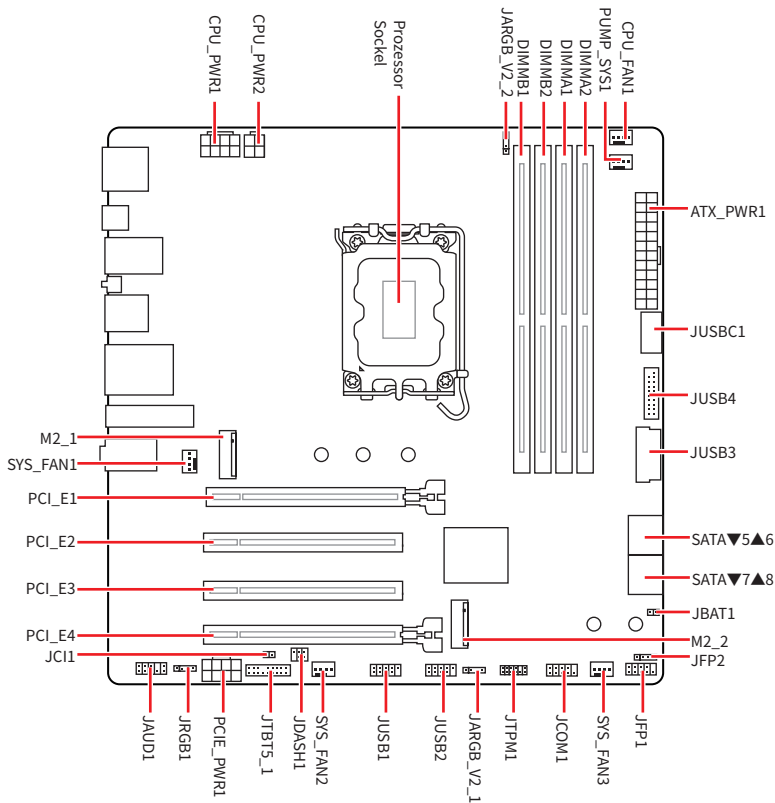 CPU_PWR1
CPU_PWR2
Prozessor
Sockel
JARGB_V2_2
DIMMB1
DIMMB2
DIMMA1
DIMMA2
PUMP_SYS1
CPU_FAN1
ATX_PWR1
JUSBC1
JUSB4
JUSB3
SATA▼5▲6
SATA▼7▲8
JBAT1
M2_2
JFP2
M2_1
SYS_FAN1
PCI_E1
PCI_E2
PCI_E3
PCI_E4
JCI1
JAUD1
JRGB1
PCIE_PWR1
JTBT5_1
JDASH1
SYS_FAN2
JUSB1
JUSB2
JARGB_V2_1
JTPM1
JCOM1
SYS_FAN3
JFP1